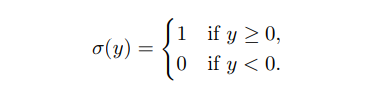 σ(y) = { 1 if y ≥ 0,
0 if y < 0.